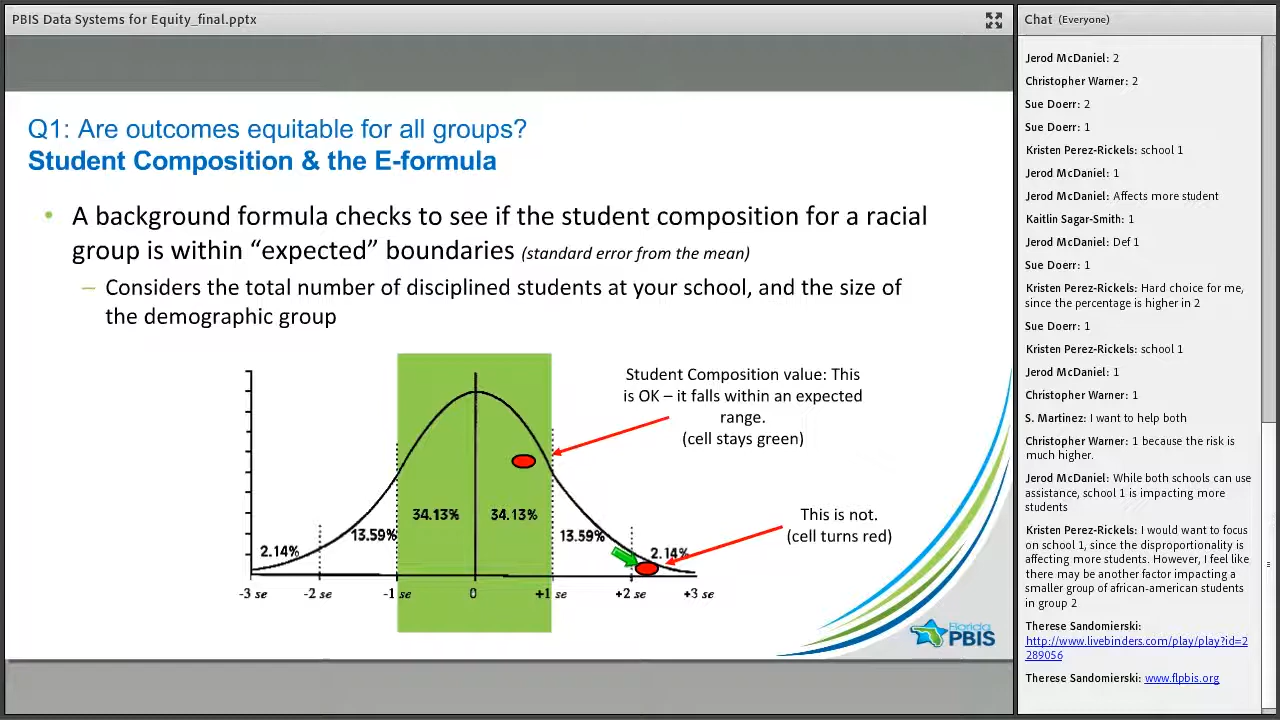 PBIS Data Systems for Equity_final.pptx
Q1: Are outcomes equitable for all groups?
Student Composition & the E-formula
• A background formula checks to see if the student composition for a racial
group is within “expected” boundaries (standard error from the mean)
– Considers the total number of disciplined students at your school, and the size of
the demographic group
Student Composition value: This
is OK – it falls within an expected
range.
(cell stays green)
This is not.
(cell turns red)
2.14%
13.59%
34.13%
34.13%
13.59%
2.14%
-3 se
-2 se
-1 se
0
+1 se
+2 se
+3 se
Florida
PBIS
Chat (Everyone)
Jerod McDaniel: 2
Christopher Warner: 2
Sue Doerr: 2
Sue Doerr: 1
Kristen Perez-Rickels: school 1
Jerod McDaniel: 1
Jerod McDaniel: Affects more student
Kaitlin Sagar-Smith: 1
Jerod McDaniel: Def 1
Sue Doerr: 1
Kristen Perez-Rickels: Hard choice for me,
since the percentage is higher in 2
Sue Doerr: 1
Kristen Perez-Rickels: school 1
Jerod McDaniel: 1
Christopher Warner: 1
S. Martinez: I want to help both
Christopher Warner: 1 because the risk is
much higher.
Jerod McDaniel: While both schools can use
assistance, school 1 is impacting more
students
Kristen Perez-Rickels: I would want to focus
on school 1, since the disproportionality is
affecting more students. However, I feel like
there may be another factor impacting a
smaller group of african-american students
in group 2
Therese Sandomierski:
http://www.livebinders.com/play/play?id=2
289056
Therese Sandomierski: www.flpbis.org